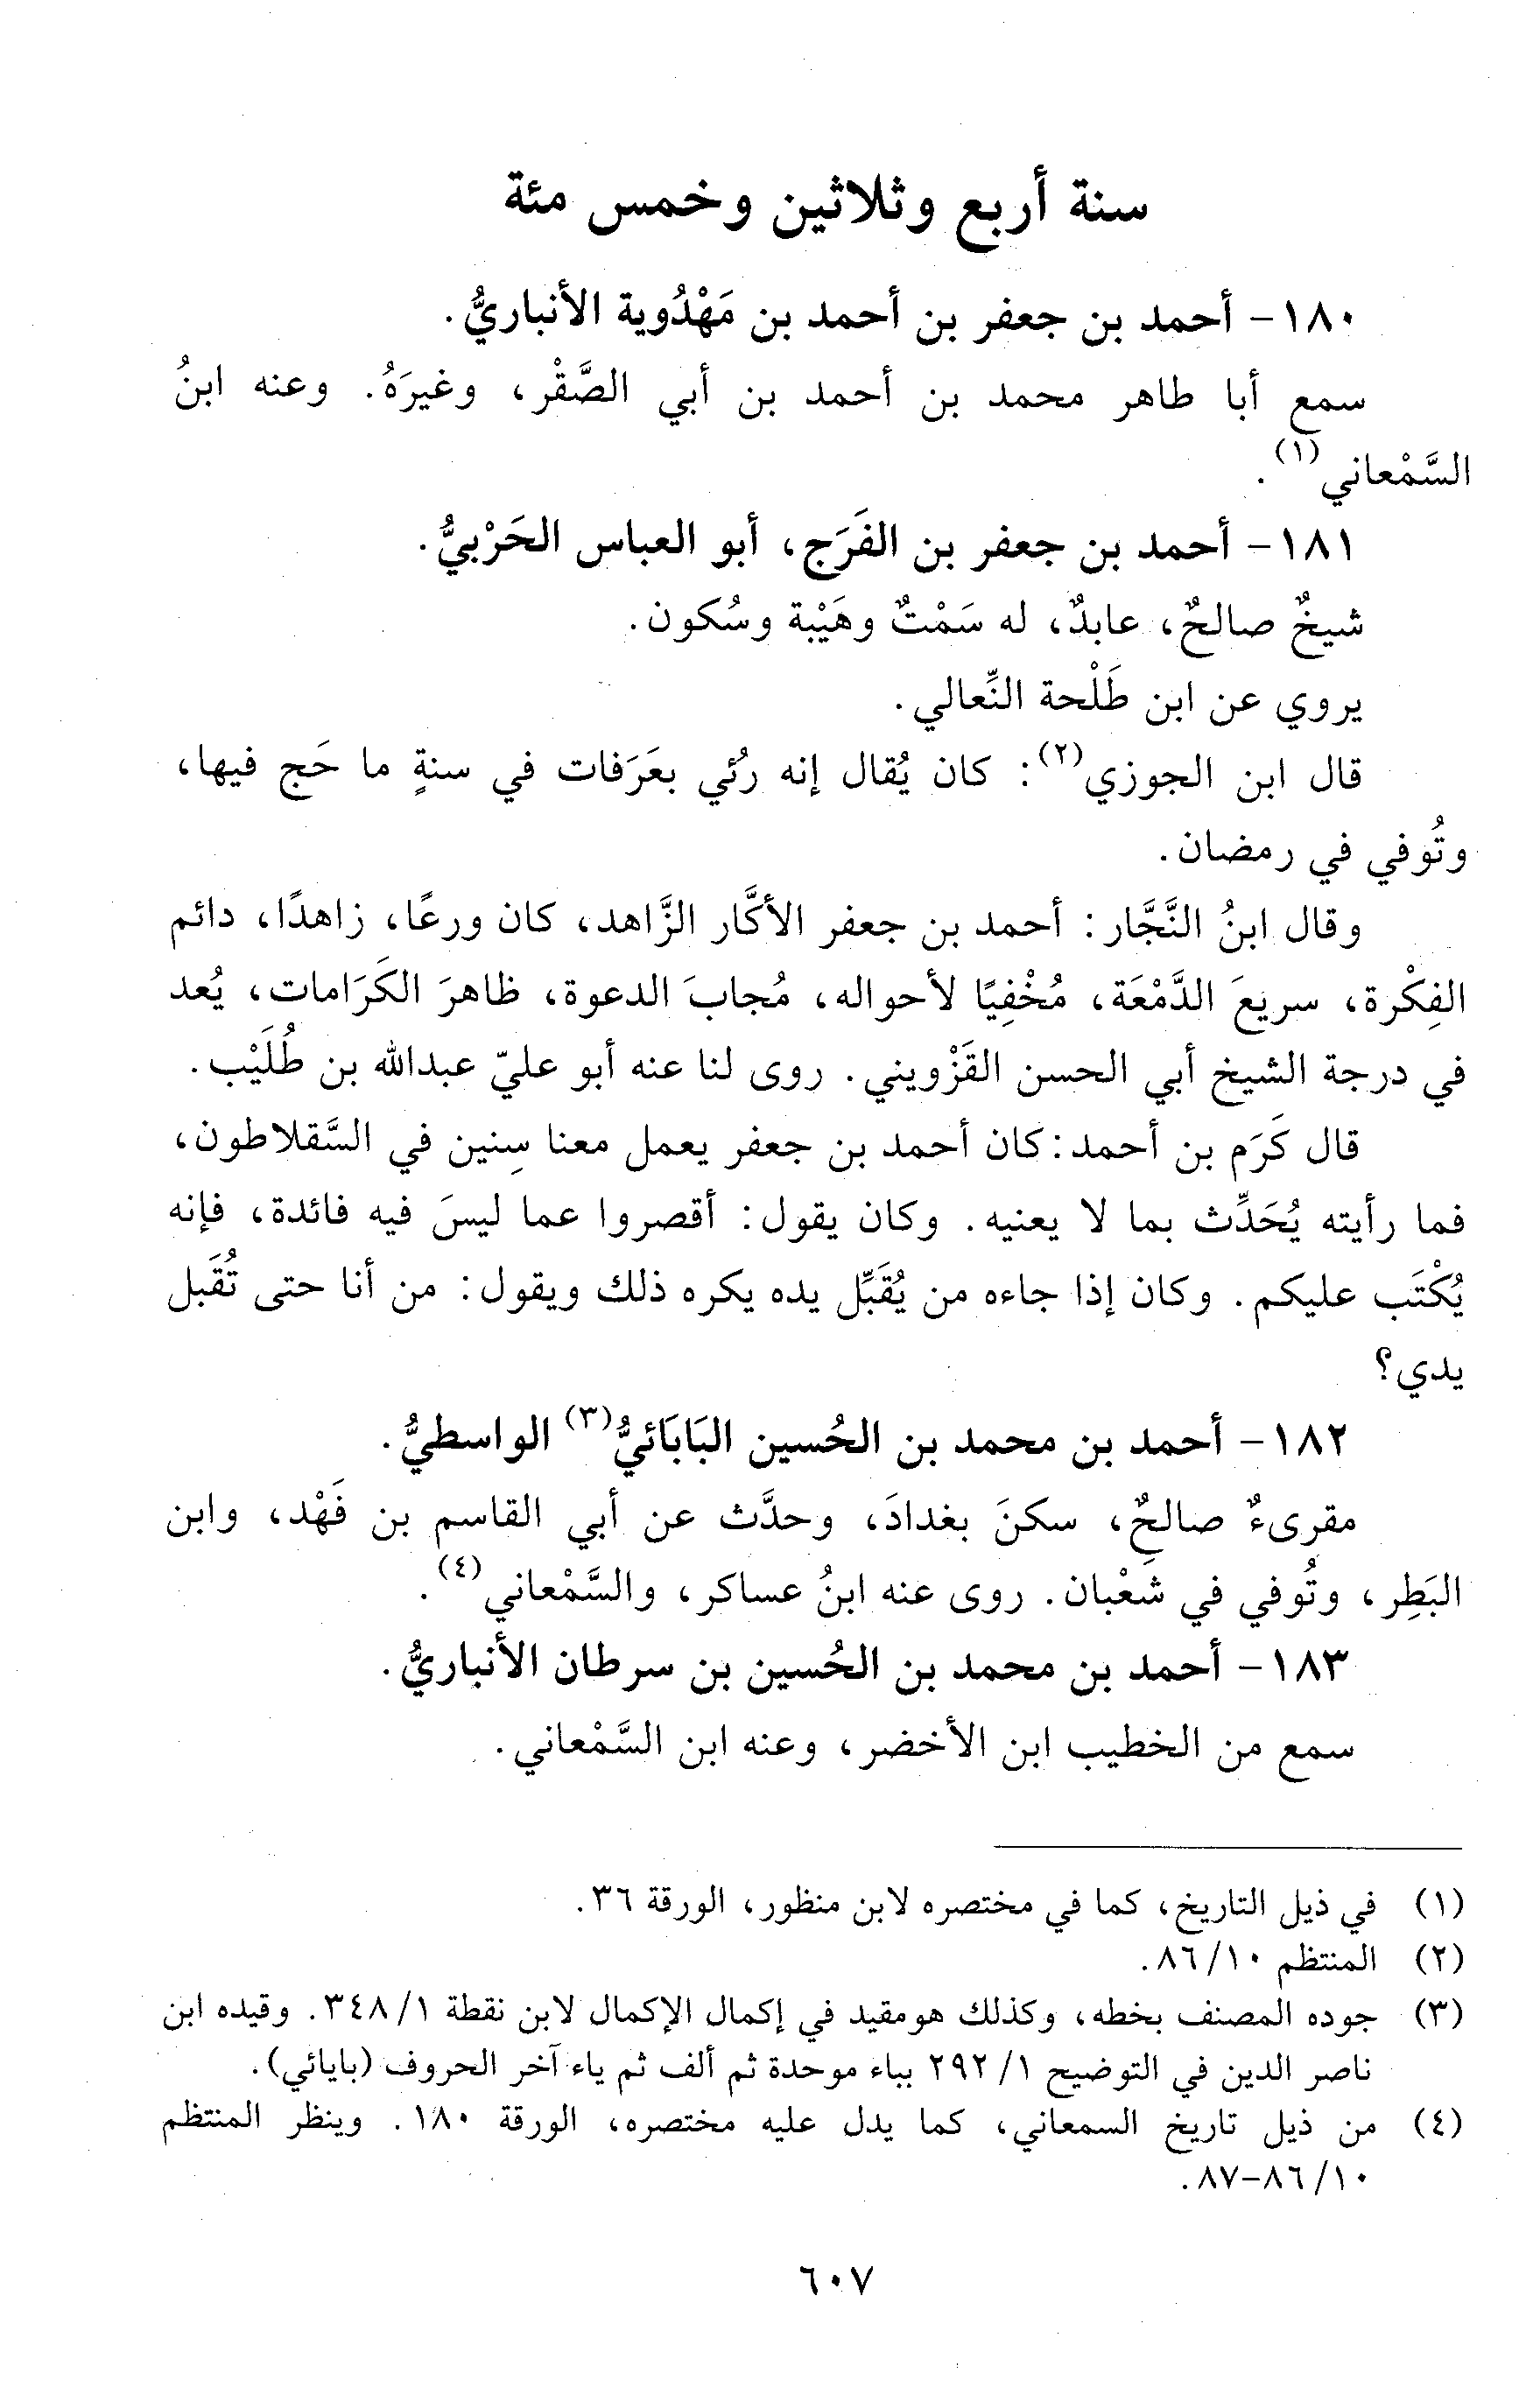 سنة أربع وثلاثين وخمس مئة
١٨٠- أحمد بن جعفر بن أحمد بن مَهْدُوية الأنباريُّ.
سمع أبا طاهر محمد بن أحمد بن أبي الصَّقْر، وغيرَهُ. وعنه ابنُ
السَّمْعاني(١).
١٨١- أحمد بن جعفر بن الفَرَج، أبو العباس الحَرْبيُّ.
شيخٌ صالحٌ، عابدٌ، له سَمْتٌ وهَيْبة وسُكون.
يروي عن ابن طَلْحة النِّعالي.
قال ابن الجوزي(٢): كان يُقال إنه رئُي بعَرَفات في سنةٍ ما حَج فيها،
وتُوفي في رمضان.
وقال ابنُ النَّجَّار: أحمد بن جعفر الأكَّار الزَّاهد، كان ورعًا، زاهدًا، دائم
الفِكْرة، سريعَ الدَّمْعَة، مُخْفِيًا لأحواله، مُجابَ الدعوة، ظاهرَ الكَرَامات، يُعد
في درجة الشيخ أبي الحسن القَزْويني. روى لنا عنه أبو عليّ عبدالله بن طُلَيْب.
قال كَرَم بن أحمد: كان أحمد بن جعفر يعمل معنا سِنين في السَّقلاطون،
فما رأيته يُحَدِّث بما لا يعنيه. وكان يقول: أقصروا عما ليسَ فيه فائدة، فإنه
يُكْتَب عليكم. وكان إذا جاءه من يُقَبِّل يده يكره ذلك ويقول: من أنا حتى تُقَبل
يدي؟
١٨٢- أحمد بن محمد بن الحُسين البَابَائيُّ(٣) الواسطيُّ.
مقرىءٌ صالحٌ، سكنَ بغدادَ، وحدَّث عن أبي القاسم بن فَهْد، وابن
البَطِر، وتُوفي في شعْبان. روى عنه ابنُ عساكر، والسَّمْعاني(٤).
١٨٣- أحمد بن محمد بن الحُسين بن سرطان الأنباريُّ.
سمع من الخطيب ابن الأخضر، وعنه ابن السَّمْعاني.
(١) في ذيل التاريخ، كما في مختصره لابن منظور، الورقة ٣٦.
(٢) المنتظم ١٠/ ٨٦.
(٣) جوده المصنف بخطه، وكذلك هومقيد في إكمال الإكمال لابن نقطة ١/ ٣٤٨. وقيده ابن
ناصر الدين في التوضيح ١/ ٢٩٢ بباء موحدة ثم ألف ثم ياء آخر الحروف (بايائي).
(٤) من ذيل تاريخ السمعاني، كما يدل عليه مختصره، الورقة ١٨٠. وينظر المنتظم
١٠/ ٨٦-٨٧.
٦٠٧